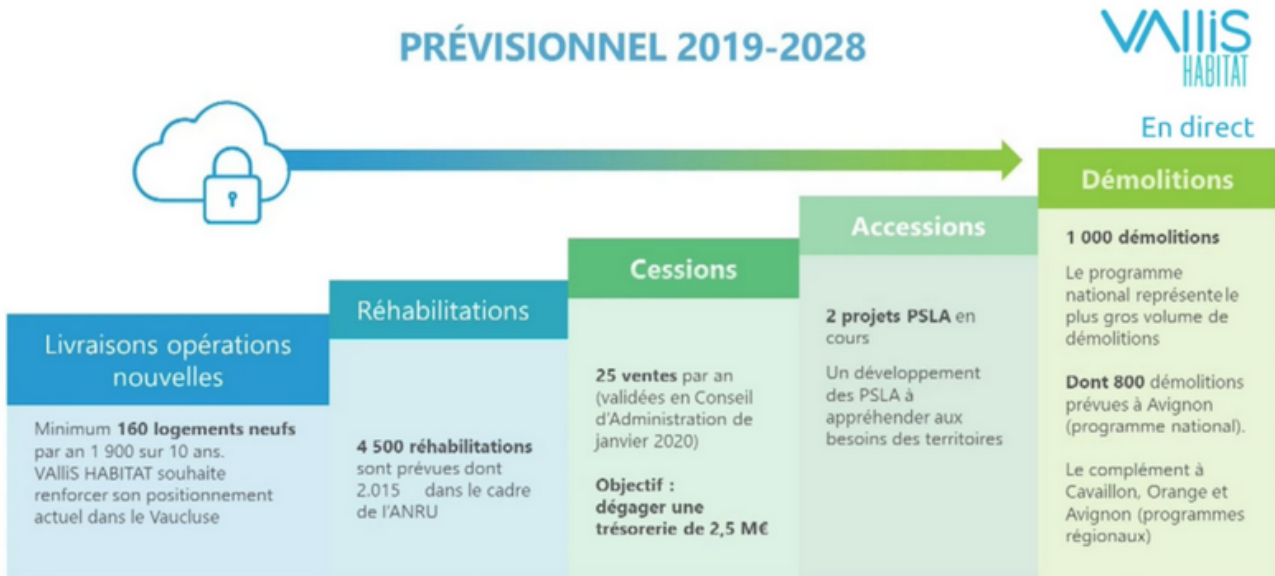 PRÉVISIONNEL 2019-2028
VAlliS
HABITAT
En direct
Livraisons opérations
nouvelles
Minimum 160 logements neufs
par an 1 900 sur 10 ans.
VAlliS HABITAT souhaite
renforcer son positionnement
actuel dans le Vaucluse
Réhabilitations
4 500 réhabilitations
sont prévues dont
2.015 dans le cadre
de l'ANRU
Cessions
25 ventes par an
(validées en Conseil
d'Administration de
janvier 2020)
Objectif :
dégager une
trésorerie de 2,5 M€
Accessions
2 projets PSLA en
cours
Un développement
des PSLA à
appréhender aux
besoins des territoires
Démolitions
1 000 démolitions
Le programme
national représente le
plus gros volume de
démolitions
Dont 800 démolitions
prévues à Avignon
(programme national).
Le complément à
Cavaillon, Orange et
Avignon (programmes
régionaux)